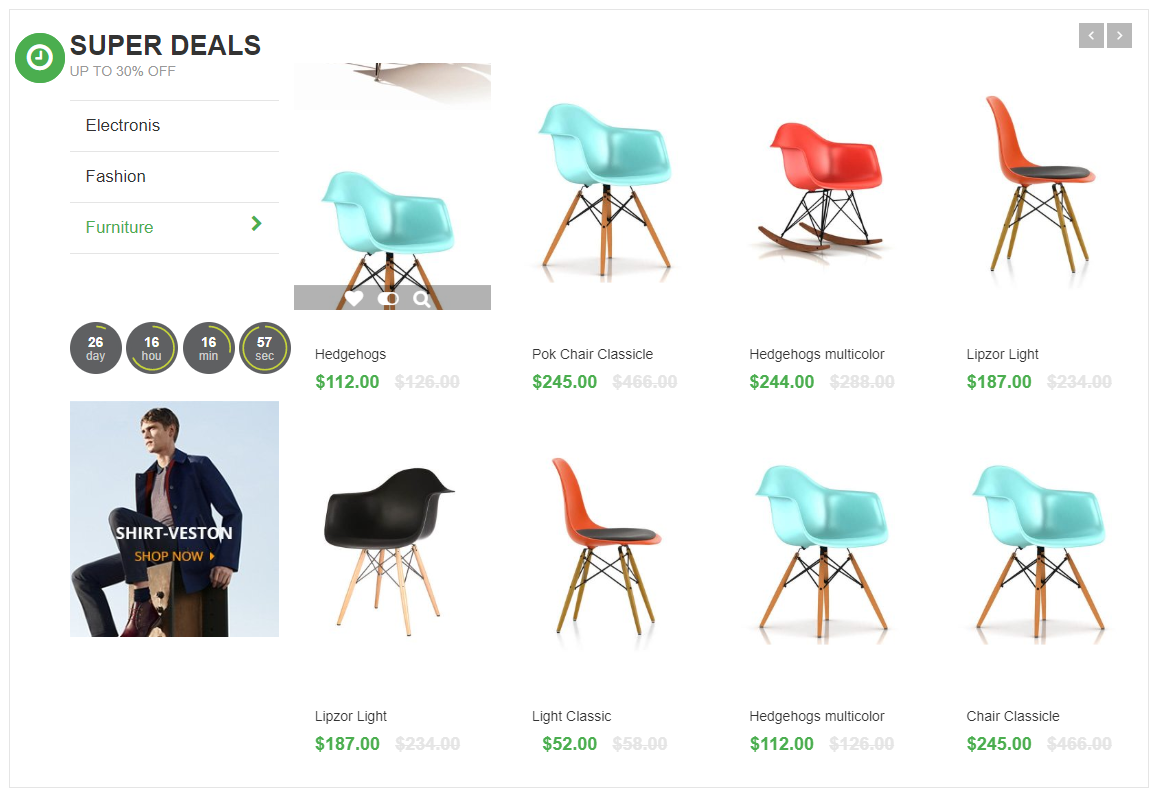 SUPER DEALS
UP TO 30% OFF
Electronis
Fashion
Furniture
26 16 16 57
day hou min sec
SHIRT-VESTON
SHOP NOW
Hedgehogs
$112.00 $126.00
Pok Chair Classicle
$245.00 $466.00
Hedgehogs multicolor
$244.00 $288.00
Lipzor Light
$187.00 $234.00
Lipzor Light
$187.00 $234.00
Light Classic
$52.00 $58.00
Hedgehogs multicolor
$112.00 $126.00
Chair Classicle
$245.00 $466.00